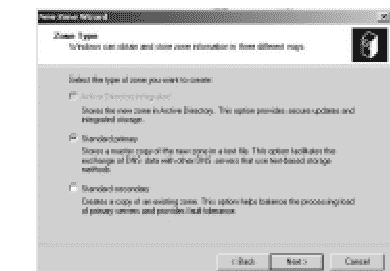 New Zone Wizard
Zone Type
Windows can obtain and store zone information in three different ways.
Select the type of zone you want to create:
Active Directory-integrated
Stores the new zone in Active Directory. This option provides secure updates and
integrated storage.
Standard primary
Stores a master copy of the new zone in a text file. This option facilitates the
exchange of DNS data with other DNS servers that use text-based storage
methods.
Standard secondary
Creates a copy of an existing zone. This option helps balance the processing load
of primary servers and provides fault tolerance.
< Back
Next >
Cancel